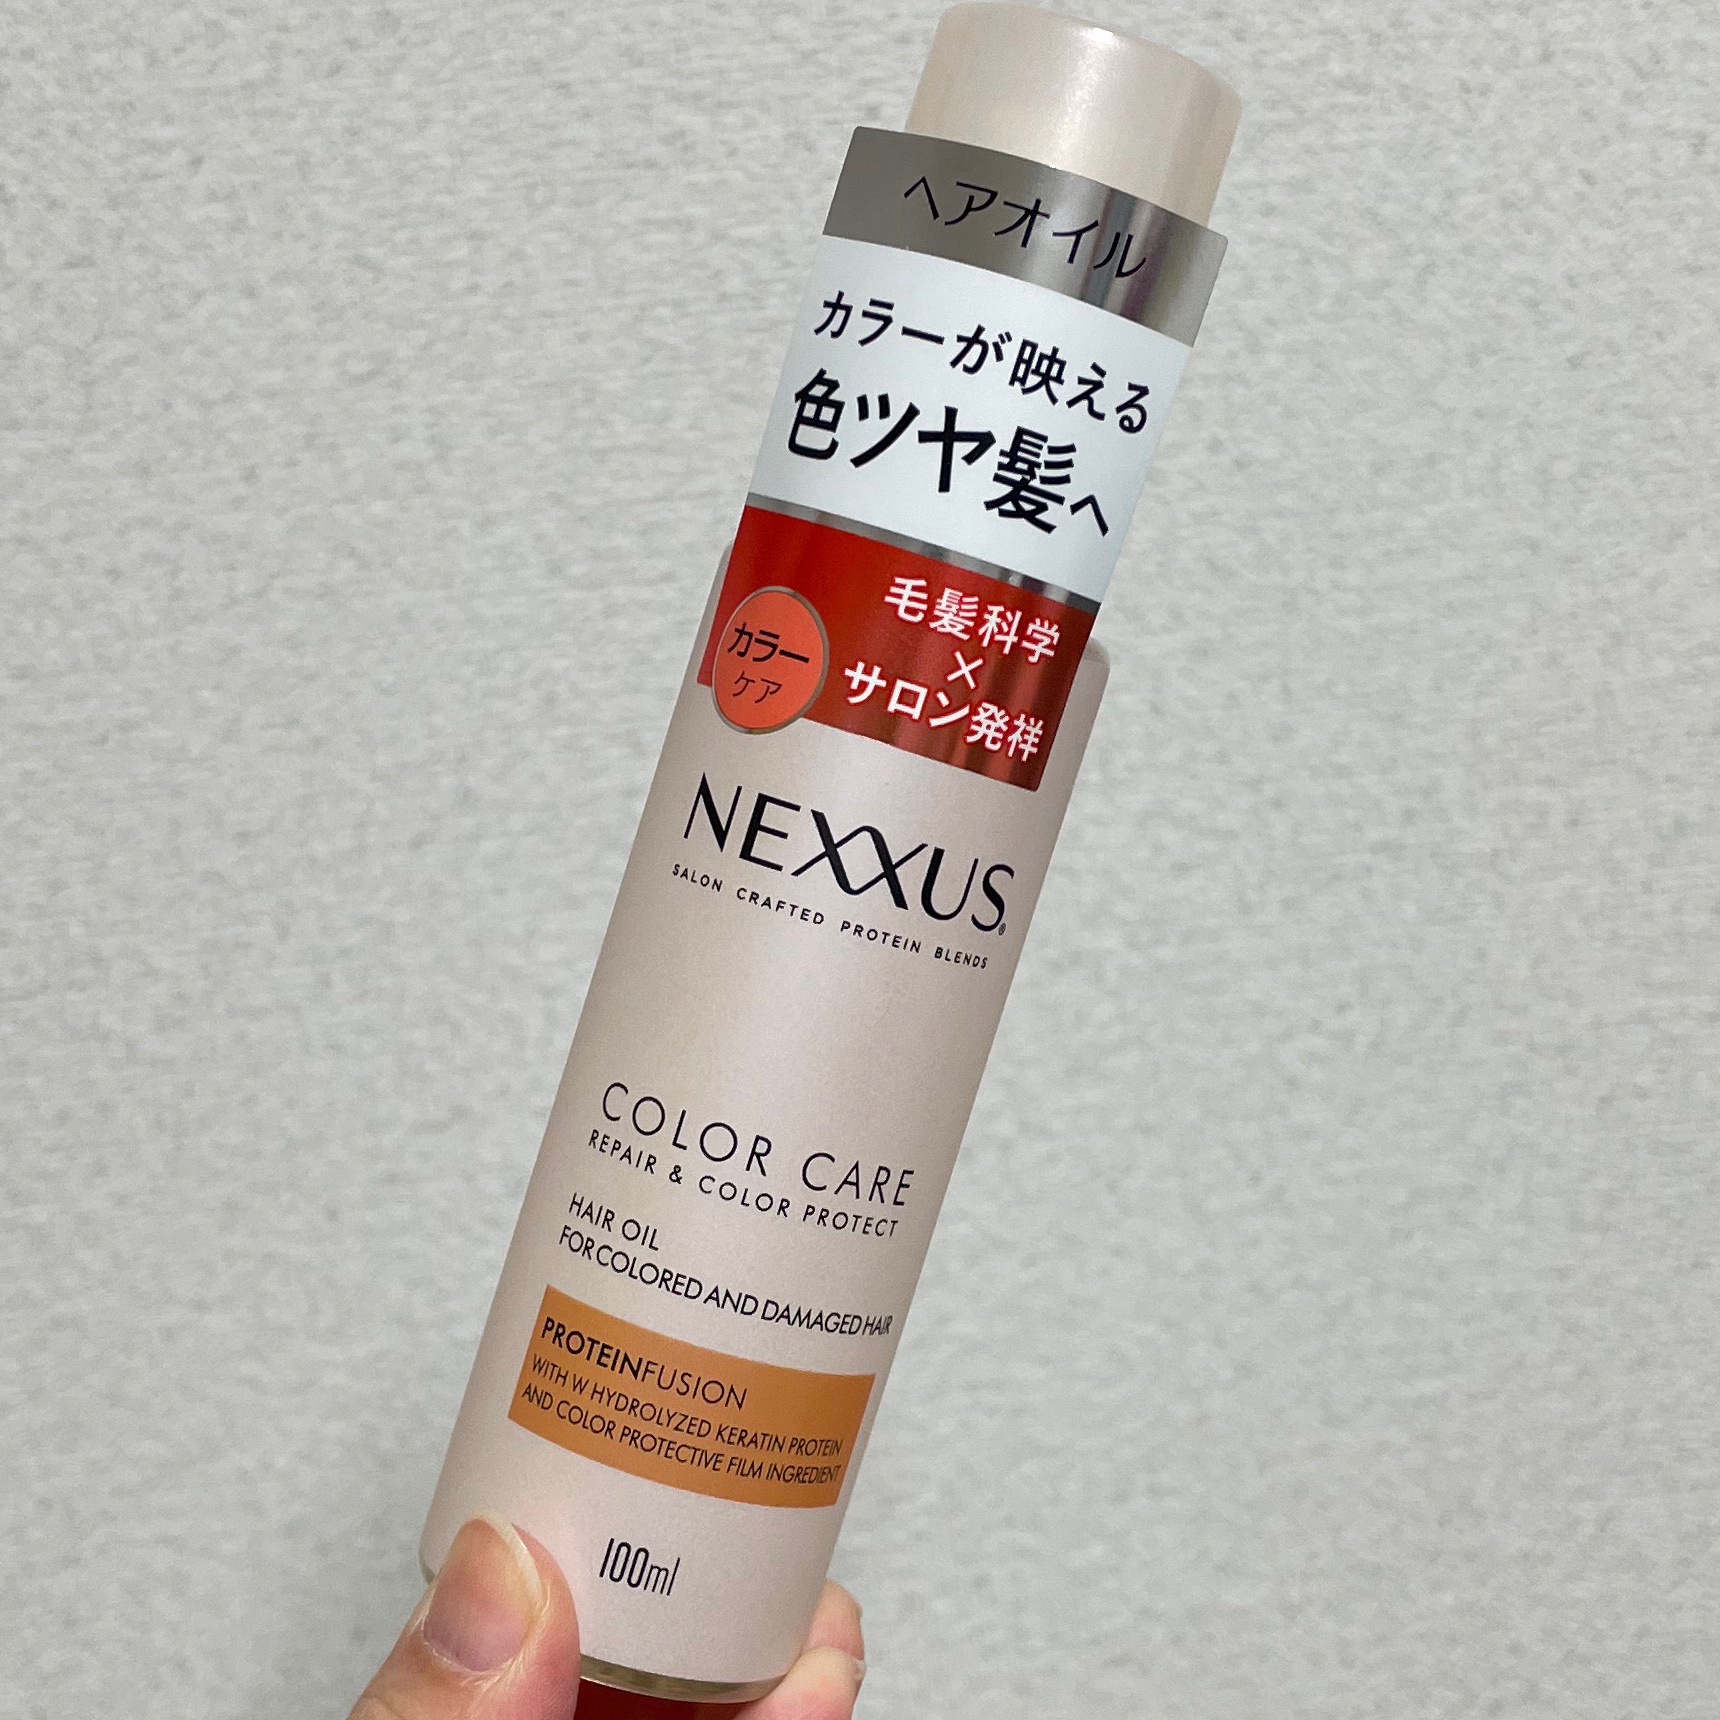 ヘアオイル
カラーが映える
色ツヤ髪へ
毛髪科学
×
サロン発祥
カラー
ケア
NEXXUS®
SALON CRAFTED PROTEIN BLENDS
COLOR CARE
REPAIR & COLOR PROTECT
HAIR OIL
FOR COLORED AND DAMAGED HAIR
PROTEINFUSION
WITH W HYDROLYZED KERATIN PROTEIN
AND COLOR PROTECTIVE FILM INGREDIENT
100ml